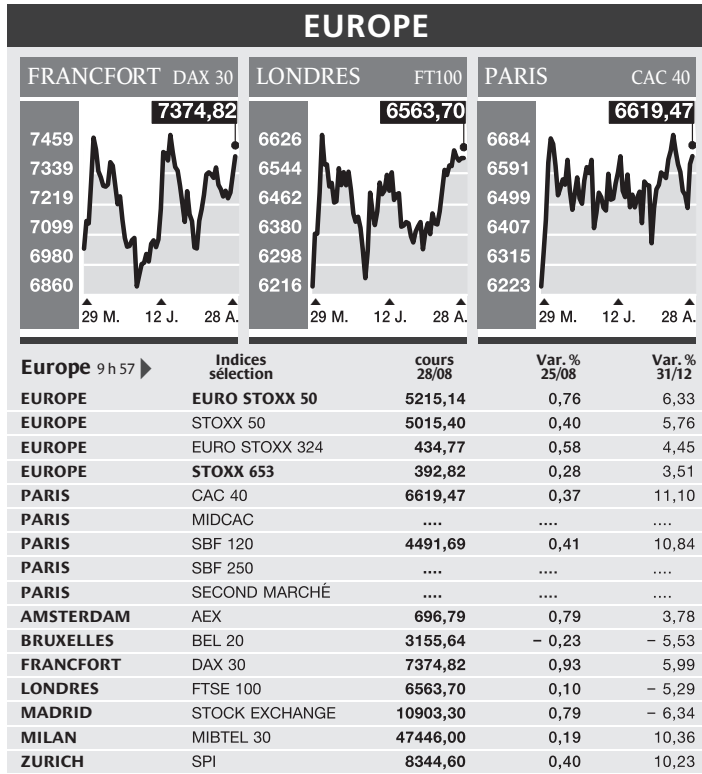 EUROPE
FRANCFORT DAX 30
7374,82
7459
7339
7219
7099
6980
6860
29 M. 12 J. 28 A.
LONDRES FT100
6563,70
6626
6544
6462
6380
6298
6216
29 M. 12 J. 28 A.
PARIS CAC 40
6619,47
6684
6591
6499
6407
6315
6223
29 M. 12 J. 28 A.
Europe 9 h 57 Indices sélection cours 28/08 Var. % 25/08 Var. % 31/12
EUROPE EURO STOXX 50 5215,14 0,76 6,33
EUROPE STOXX 50 5015,40 0,40 5,76
EUROPE EURO STOXX 324 434,77 0,58 4,45
EUROPE STOXX 653 392,82 0,28 3,51
PARIS CAC 40 6619,47 0,37 11,10
PARIS MIDCAC .... .... ....
PARIS SBF 120 4491,69 0,41 10,84
PARIS SBF 250 .... .... ....
PARIS SECOND MARCHÉ .... .... ....
AMSTERDAM AEX 696,79 0,79 3,78
BRUXELLES BEL 20 3155,64 – 0,23 – 5,53
FRANCFORT DAX 30 7374,82 0,93 5,99
LONDRES FTSE 100 6563,70 0,10 – 5,29
MADRID STOCK EXCHANGE 10903,30 0,79 – 6,34
MILAN MIBTEL 30 47446,00 0,19 10,36
ZURICH SPI 8344,60 0,40 10,23